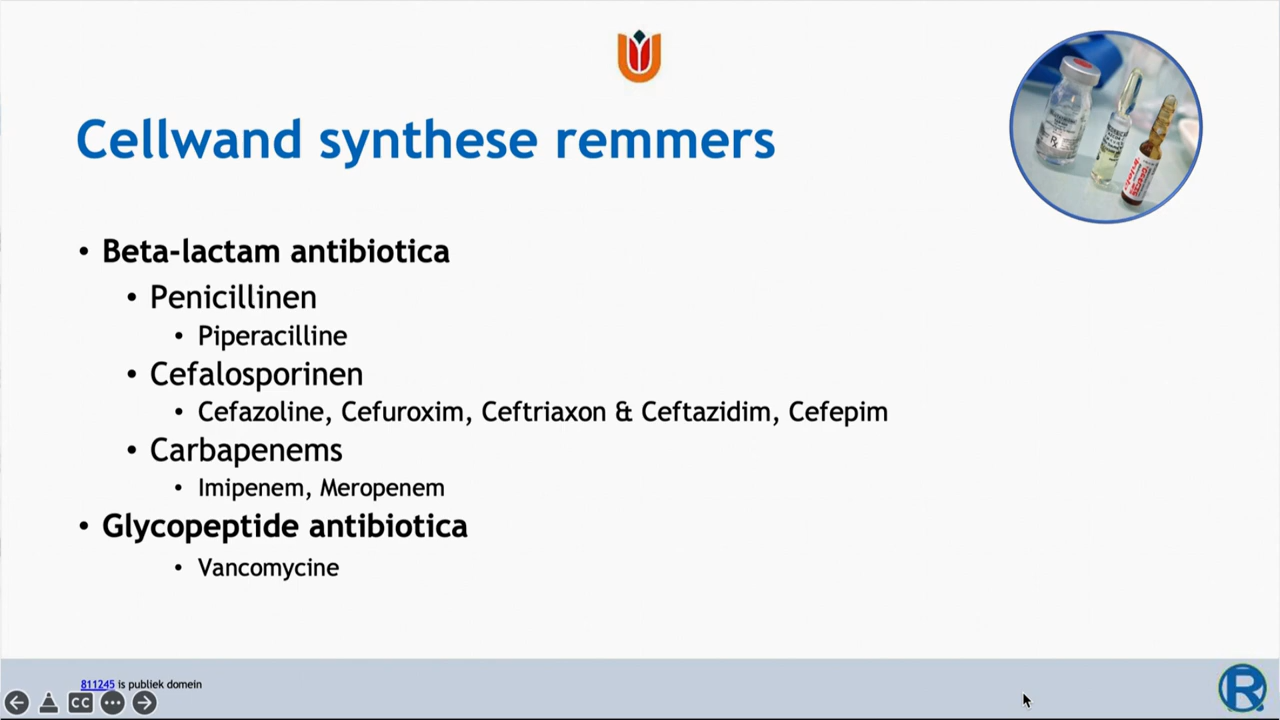 Cellwand synthese remmers
• Beta-lactam antibiotica
• Penicillinen
• Piperacilline
• Cefalosporinen
• Cefazoline, Cefuroxim, Ceftriaxon & Ceftazidim, Cefepim
• Carbapenems
• Imipenem, Meropenem
• Glycopeptide antibiotica
• Vancomycine
811245 is publiek domein
CC
R